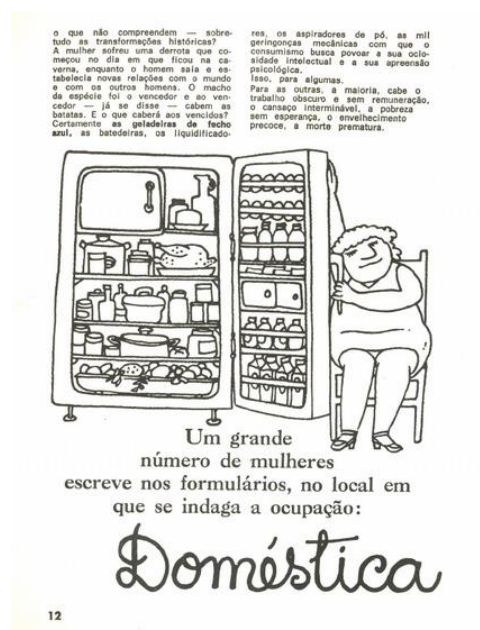 o que não compreendem — sobre-
tudo as transformações históricas?
A mulher sofreu uma derrota que co-
meçou no dia em que ficou na ca-
verna, enquanto o homem saía e es-
tabelecia novas relações com o mundo
e com os outros homens. O macho
da espécie foi o vencedor e ao ven-
cedor — já se disse — cabem as
batatas. E o que caberá aos vencidos?
Certamente as geladeiras de fecho
azul, as batedeiras, os liquidificado-
res, os aspiradores de pó, as mil
geringonças mecânicas com que o
consumismo busca povoar a sua ocio-
sidade intelectual e a sua apreensão
psicológica.
Isso, para algumas.
Para as outras, a maioria, cabe o
trabalho obscuro e sem remuneração,
o cansaço interminável, a pobreza
sem esperança, o envelhecimento
precoce, a morte prematura.
Um grande
número de mulheres
escreve nos formulários, no local em
que se indaga a ocupação:
Doméstica
12